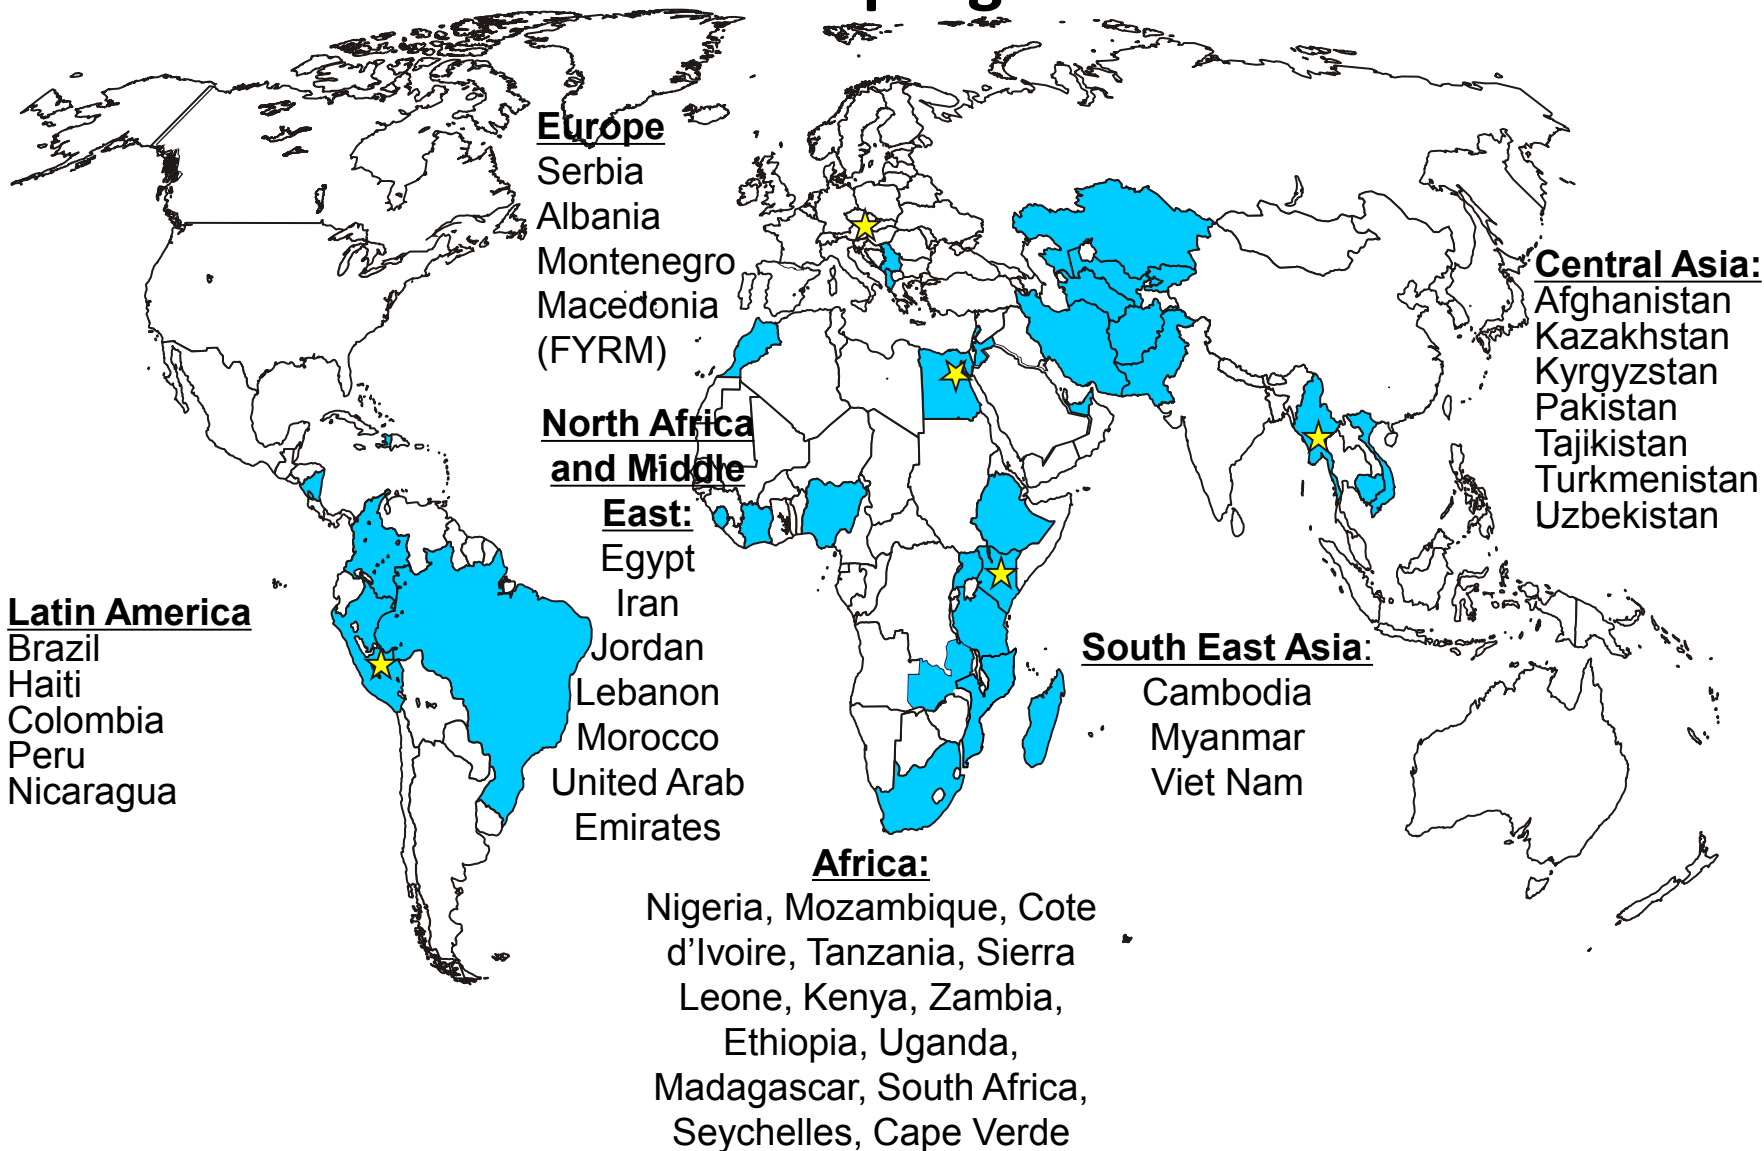 Europe
Serbia
Albania
Montenegro
Macedonia
(FYRM)
North Africa
and Middle
East:
Egypt
Iran
Jordan
Lebanon
Morocco
United Arab
Emirates
Central Asia:
Afghanistan
Kazakhstan
Kyrgyzstan
Pakistan
Tajikistan
Turkmenistan
Uzbekistan
Latin America
Brazil
Haiti
Colombia
Peru
Nicaragua
South East Asia:
Cambodia
Myanmar
Viet Nam
Africa:
Nigeria, Mozambique, Cote
d’Ivoire, Tanzania, Sierra
Leone, Kenya, Zambia,
Ethiopia, Uganda,
Madagascar, South Africa,
Seychelles, Cape Verde